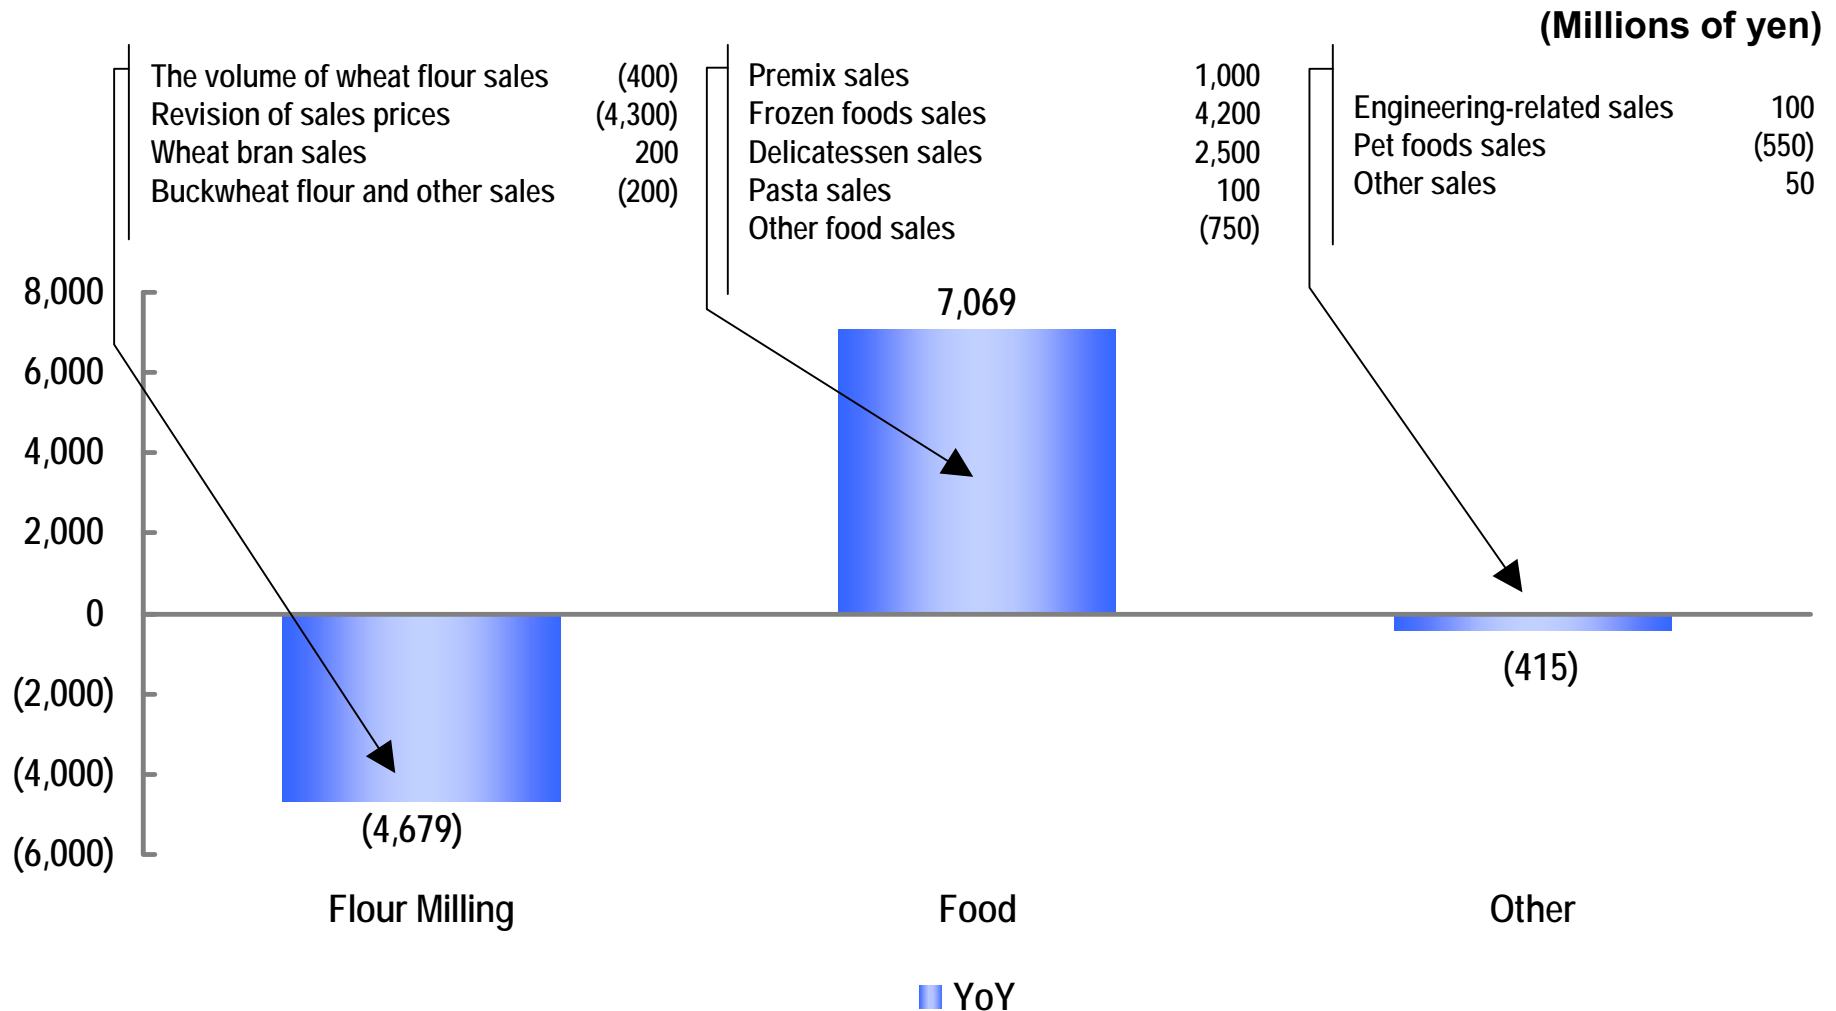 (Millions of yen)
The volume of wheat flour sales (400)
Revision of sales prices (4,300)
Wheat bran sales 200
Buckwheat flour and other sales (200)
Premix sales 1,000
Frozen foods sales 4,200
Delicatessen sales 2,500
Pasta sales 100
Other food sales (750)
Engineering-related sales 100
Pet foods sales (550)
Other sales 50
8,000
6,000
4,000
2,000
0
(2,000)
(4,000)
(6,000)
(4,679)
7,069
(415)
Flour Milling Food Other
YoY